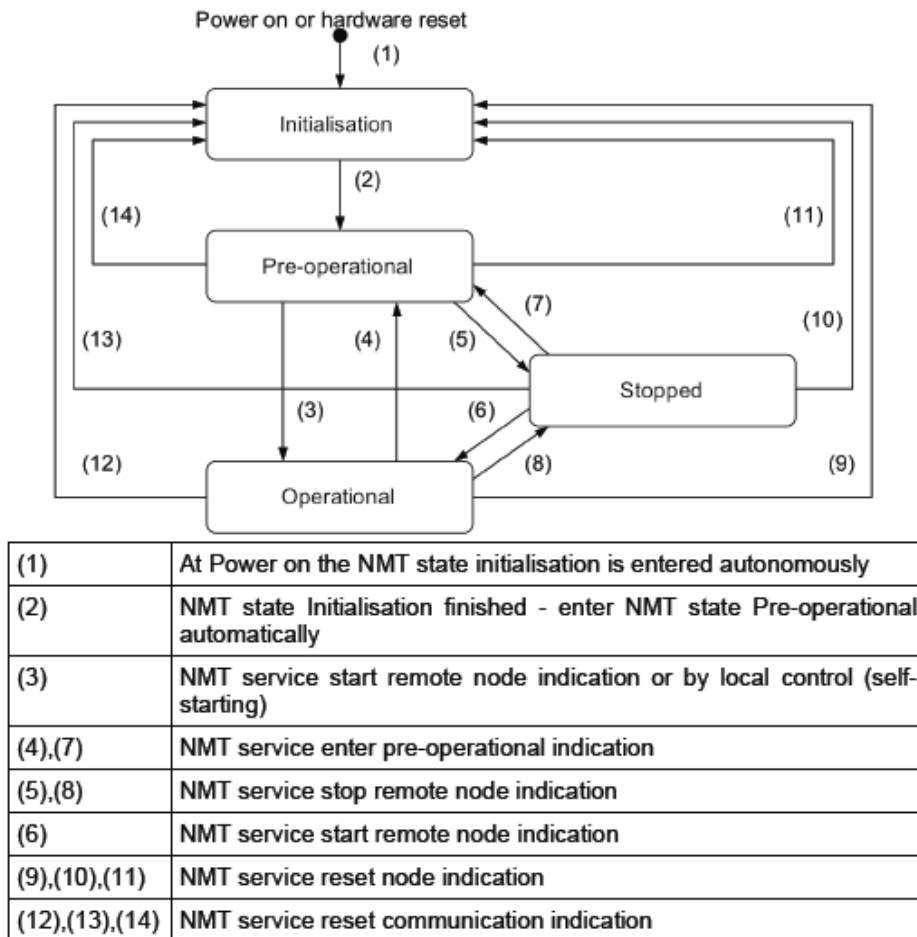 Power on or hardware reset
(1)
Initialisation
(2)
(14)
(11)
Pre-operational
(7)
(13)
(4)
(5)
(10)
Stopped
(3)
(6)
(12)
(8)
(9)
Operational
(1) At Power on the NMT state initialisation is entered autonomously
(2) NMT state Initialisation finished - enter NMT state Pre-operational
automatically
(3) NMT service start remote node indication or by local control (self-
starting)
(4),(7) NMT service enter pre-operational indication
(5),(8) NMT service stop remote node indication
(6) NMT service start remote node indication
(9),(10),(11) NMT service reset node indication
(12),(13),(14) NMT service reset communication indication